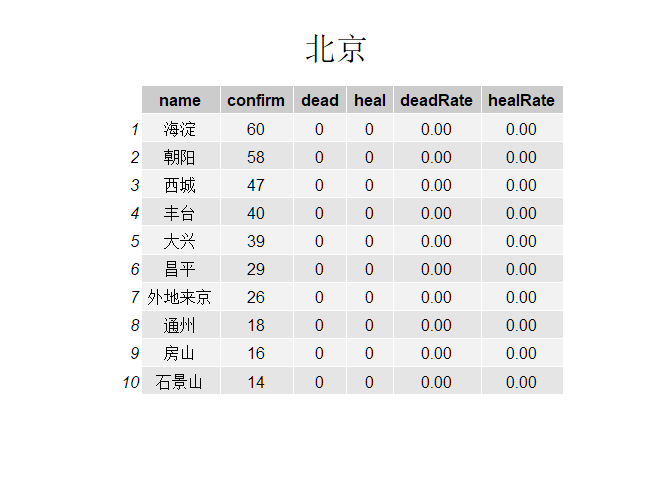 北京
name confirm dead heal deadRate healRate
1 海淀 60 0 0 0.00 0.00
2 朝阳 58 0 0 0.00 0.00
3 西城 47 0 0 0.00 0.00
4 丰台 40 0 0 0.00 0.00
5 大兴 39 0 0 0.00 0.00
6 昌平 29 0 0 0.00 0.00
7 外地来京 26 0 0 0.00 0.00
8 通州 18 0 0 0.00 0.00
9 房山 16 0 0 0.00 0.00
10 石景山 14 0 0 0.00 0.00